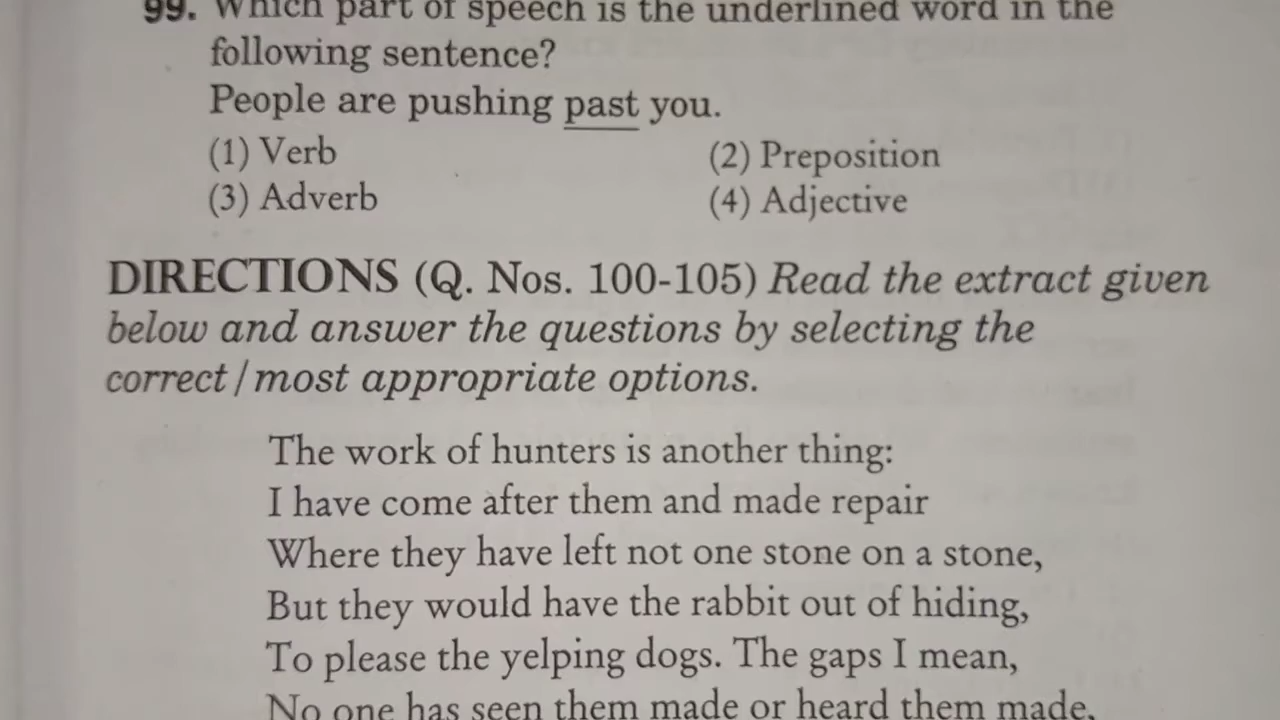 99. Which part of speech is the underlined word in the
following sentence?
People are pushing past you.
(1) Verb (2) Preposition
(3) Adverb (4) Adjective
DIRECTIONS (Q. Nos. 100-105) Read the extract given
below and answer the questions by selecting the
correct/most appropriate options.
The work of hunters is another thing:
I have come after them and made repair
Where they have left not one stone on a stone,
But they would have the rabbit out of hiding,
To please the yelping dogs. The gaps I mean,
No one has seen them made or heard them made,